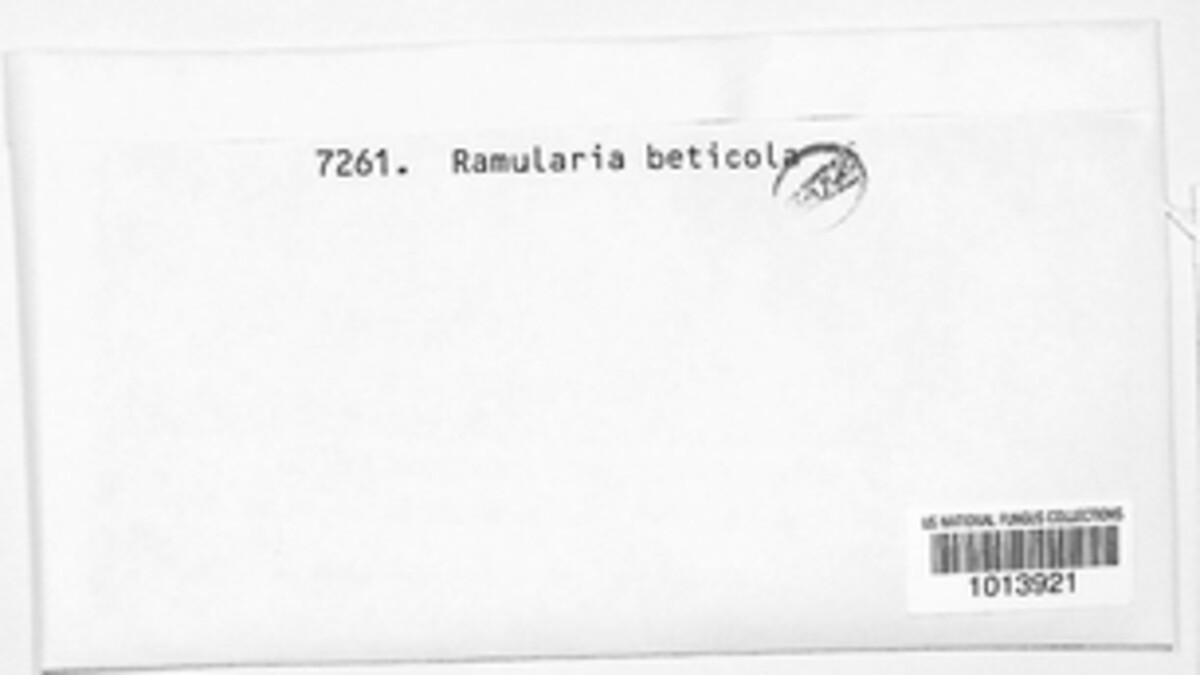 7261. Ramularia beticola
US NATIONAL FUNGUS COLLECTIONS
1013921